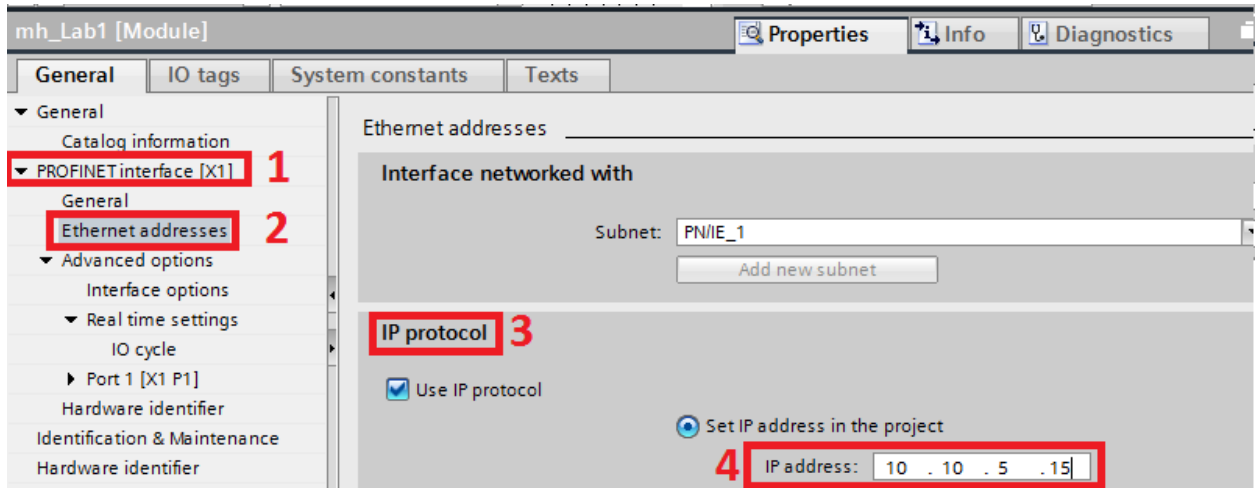 mh_Lab1 [Module]
Properties
Info
Diagnostics
General
IO tags
System constants
Texts
General
Catalog information
PROFINET interface [X1] 1
General
Ethernet addresses 2
Advanced options
Interface options
Real time settings
IO cycle
Port 1 [X1 P1]
Hardware identifier
Identification & Maintenance
Hardware identifier
Ethernet addresses
Interface networked with
Subnet: PN/IE_1
Add new subnet
IP protocol 3
Use IP protocol
Set IP address in the project
4 IP address: 10 . 10 . 5 . 15